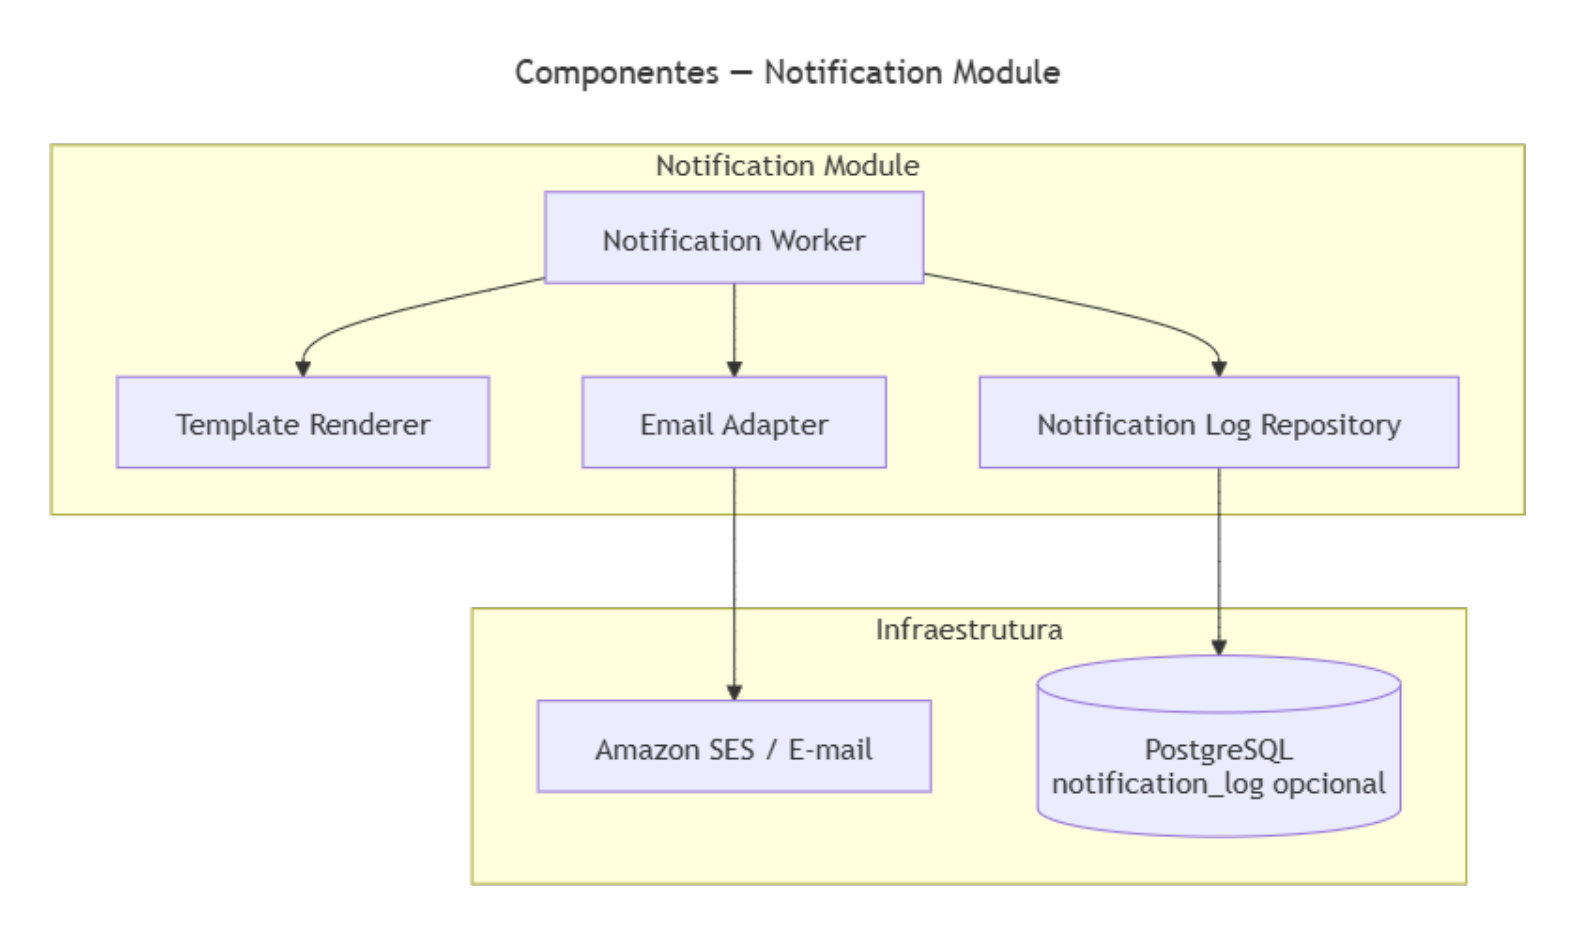 Componentes — Notification Module
Notification Module
Notification Worker
Template Renderer
Email Adapter
Notification Log Repository
Infraestrutura
Amazon SES / E-mail
PostgreSQL
notification_log opcional